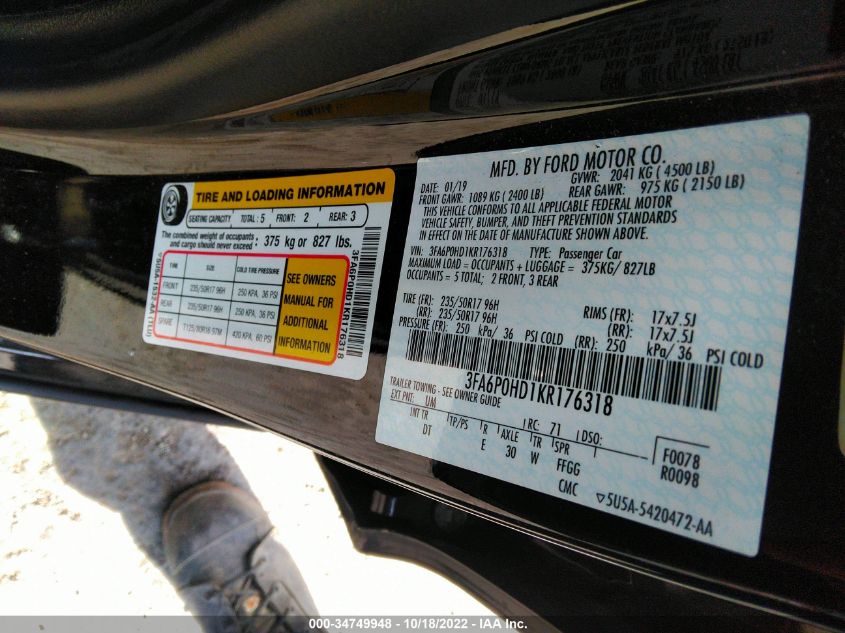 TIRE AND LOADING INFORMATION
SEATING CAPACITY TOTAL: 5 FRONT: 2 REAR: 3
The combined weight of occupants
and cargo should never exceed : 375 kg or 827 lbs.
TIRE SIZE COLD TIRE PRESSURE
FRONT 235/50R17 96H 250 KPA, 36 PSI
REAR 235/50R17 96H 250 KPA, 36 PSI
SPARE T125/80R16 97M 420 KPA, 60 PSI
SEE OWNERS
MANUAL FOR
ADDITIONAL
INFORMATION
5U5A-1532-AA (TLU)
3FA6P0HD1KR176318
MFD. BY FORD MOTOR CO.
DATE: 01/19 GVWR: 2041 KG ( 4500 LB)
FRONT GAWR: 1089 KG ( 2400 LB) REAR GAWR: 975 KG ( 2150 LB)
THIS VEHICLE CONFORMS TO ALL APPLICABLE FEDERAL MOTOR
VEHICLE SAFETY, BUMPER, AND THEFT PREVENTION STANDARDS
IN EFFECT ON THE DATE OF MANUFACTURE SHOWN ABOVE.
VIN: 3FA6P0HD1KR176318 TYPE: Passenger Car
MAXIMUM LOAD = OCCUPANTS + LUGGAGE = 375KG/ 827LB
OCCUPANTS = 5 TOTAL; 2 FRONT, 3 REAR
TIRE (FR): 235/50R17 96H RIMS (FR): 17x7.5J
(RR): 235/50R17 96H (RR): 17x7.5J
PRESSURE (FR): 250 kPa/ 36 PSI COLD (RR): 250 kPa/ 36 PSI COLD
3FA6P0HD1KR176318
TRAILER TOWING - SEE OWNER GUIDE
EXT PNT: UM RC: 71 DSO:
INT TR TP/PS R AXLE TR SPR
DT E 30 W FFGG
CMC
F0078
R0098
5U5A-5420472-AA
000-34749948 - 10/18/2022 - IAA Inc.